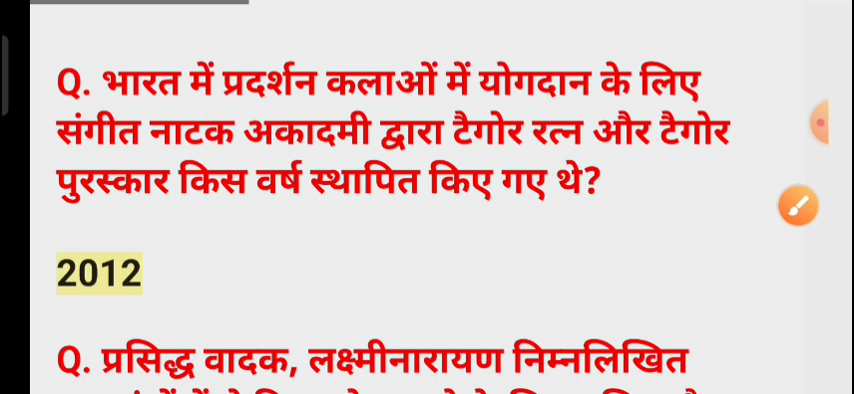 Q. भारत में प्रदर्शन कलाओं में योगदान के लिए
संगीत नाटक अकादमी द्वारा टैगोर रत्न और टैगोर
पुरस्कार किस वर्ष स्थापित किए गए थे?
2012
Q. प्रसिद्ध वादक, लक्ष्मीनारायण निम्नलिखित